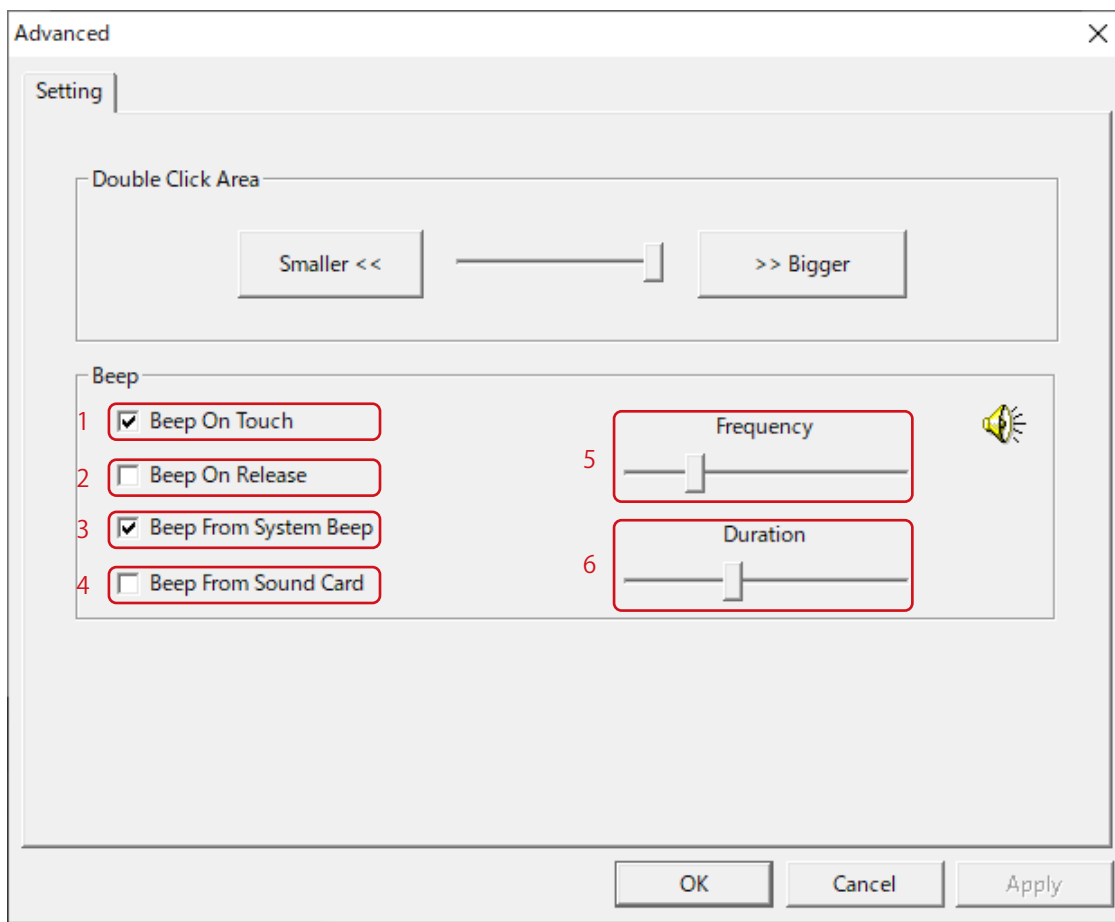 Advanced
Setting
Double Click Area
Smaller <<
>> Bigger
Beep
1 Beep On Touch
2 Beep On Release
3 Beep From System Beep
4 Beep From Sound Card
5 Frequency
6 Duration
OK Cancel Apply